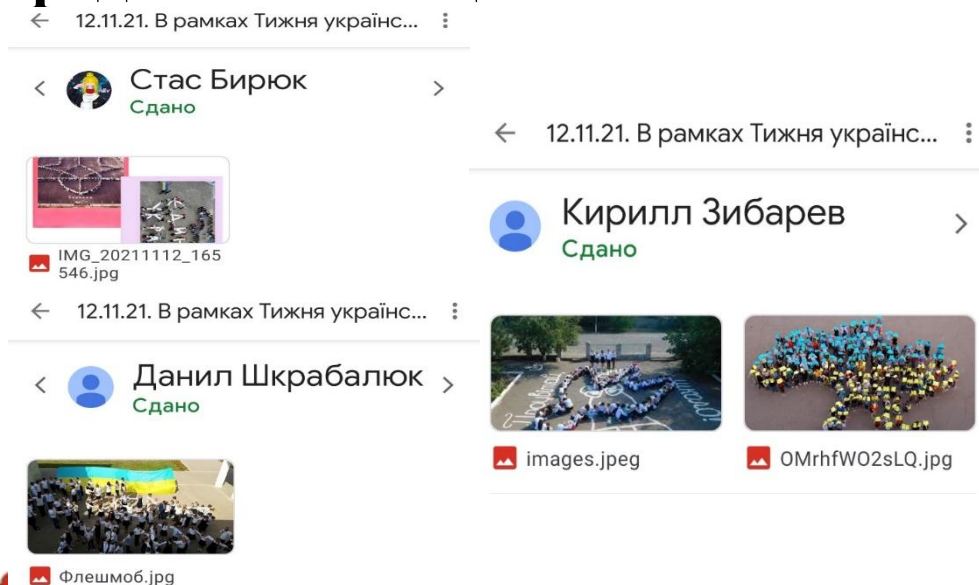 12.11.21. В рамках Тижня українс...
Стас Бирюк
Сдано
IMG_20211112_165
546.jpg
12.11.21. В рамках Тижня українс...
Данил Шкрабалюк
Сдано
Флешмоб.jpg
12.11.21. В рамках Тижня українс...
Кирилл Зибарев
Сдано
images.jpeg
OMrhfWO2sLQ.jpg